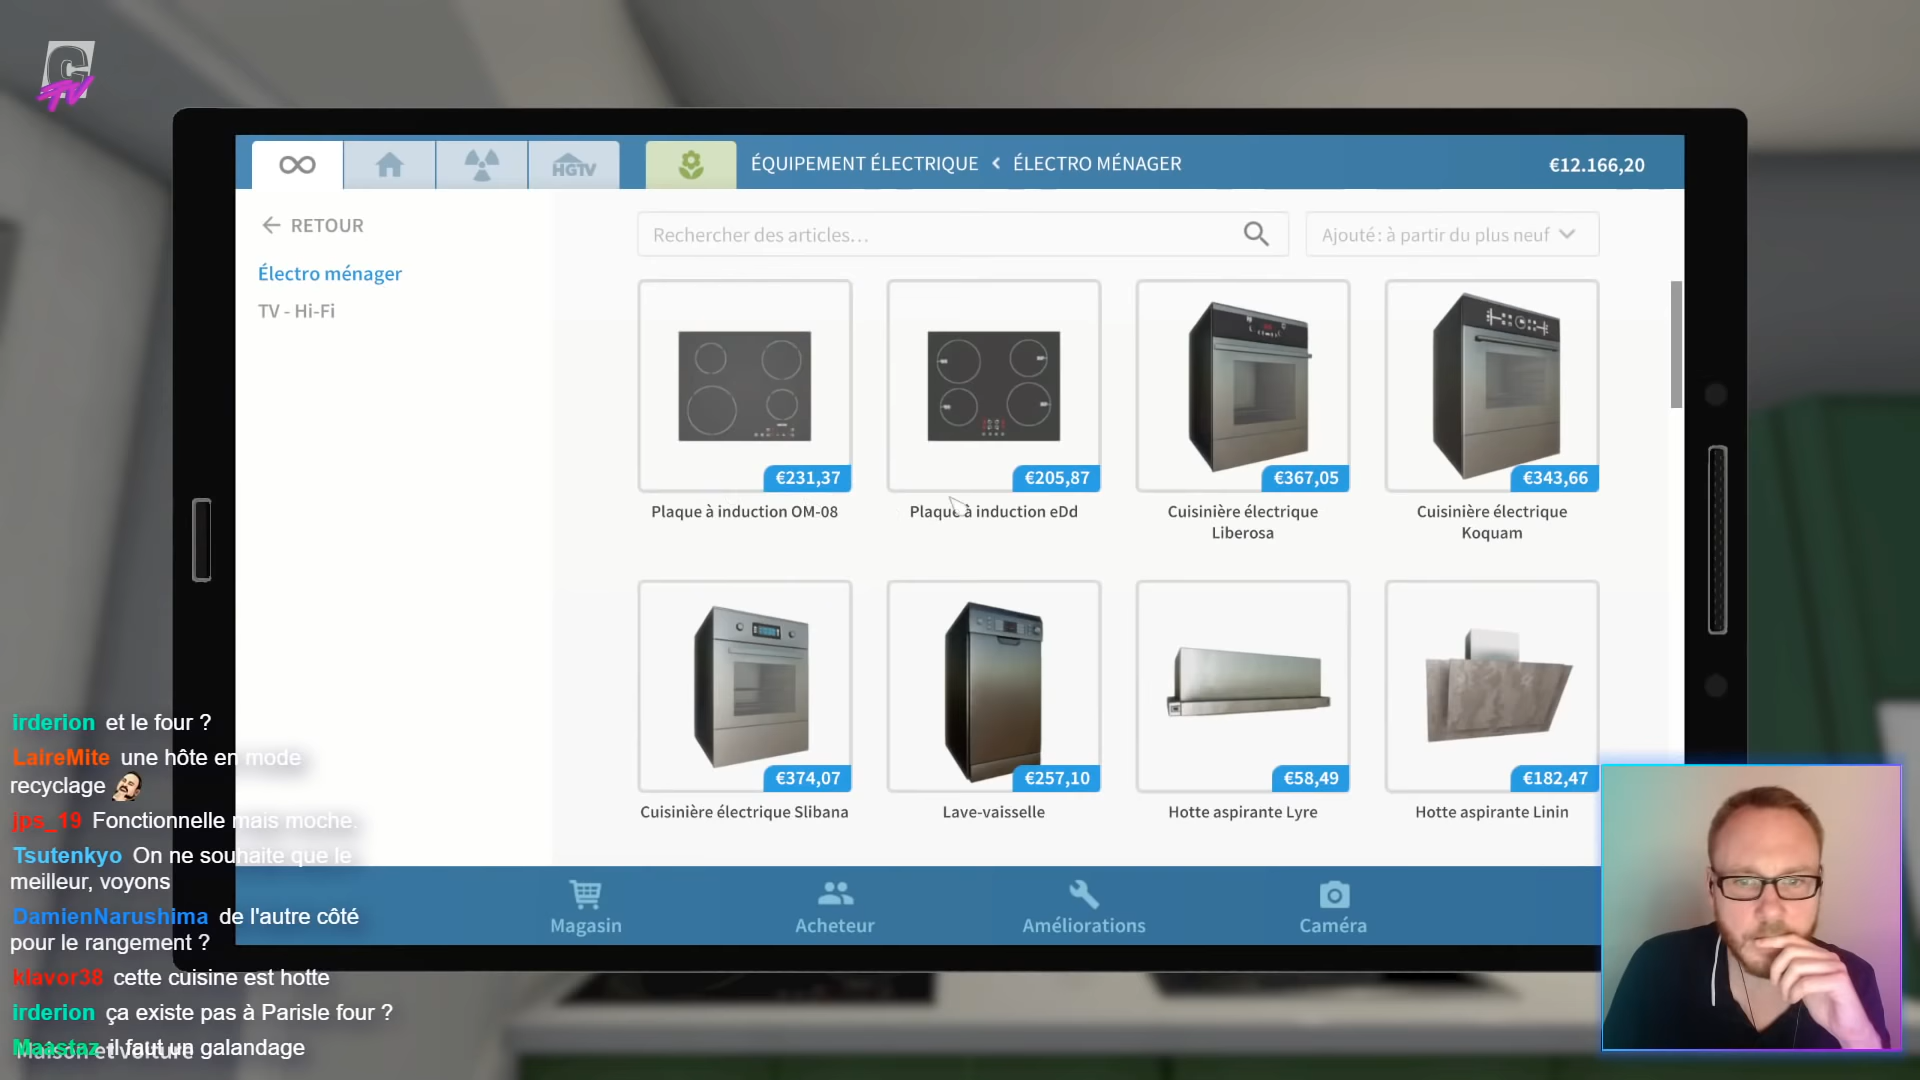 G
TV
HGTV
ÉQUIPEMENT ÉLECTRIQUE < ÉLECTRO MÉNAGER
€12.166,20
RETOUR
Électro ménager
TV - Hi-Fi
Rechercher des articles…
Ajouté : à partir du plus neuf
€231,37
€205,87
€367,05
€343,66
Plaque à induction OM-08
Plaque à induction eDd
Cuisinière électrique
Liberosa
Cuisinière électrique
Koquam
€374,07
€257,10
€58,49
€182,47
Cuisinière électrique Slibana
Lave-vaisselle
Hotte aspirante Lyre
Hotte aspirante Linin
Magasin
Acheteur
Améliorations
Caméra
irderion et le four ?
LaireMite une hôte en mode
recyclage
jps_19 Fonctionnelle mais moche.
Tsutenkyo On ne souhaite que le
meilleur, voyons
DamienNarushima de l'autre côté
pour le rangement ?
klavor38 cette cuisine est hotte
irderion ça existe pas à Parisle four ?
Maastaz il faut un galandage
Maison et voiture